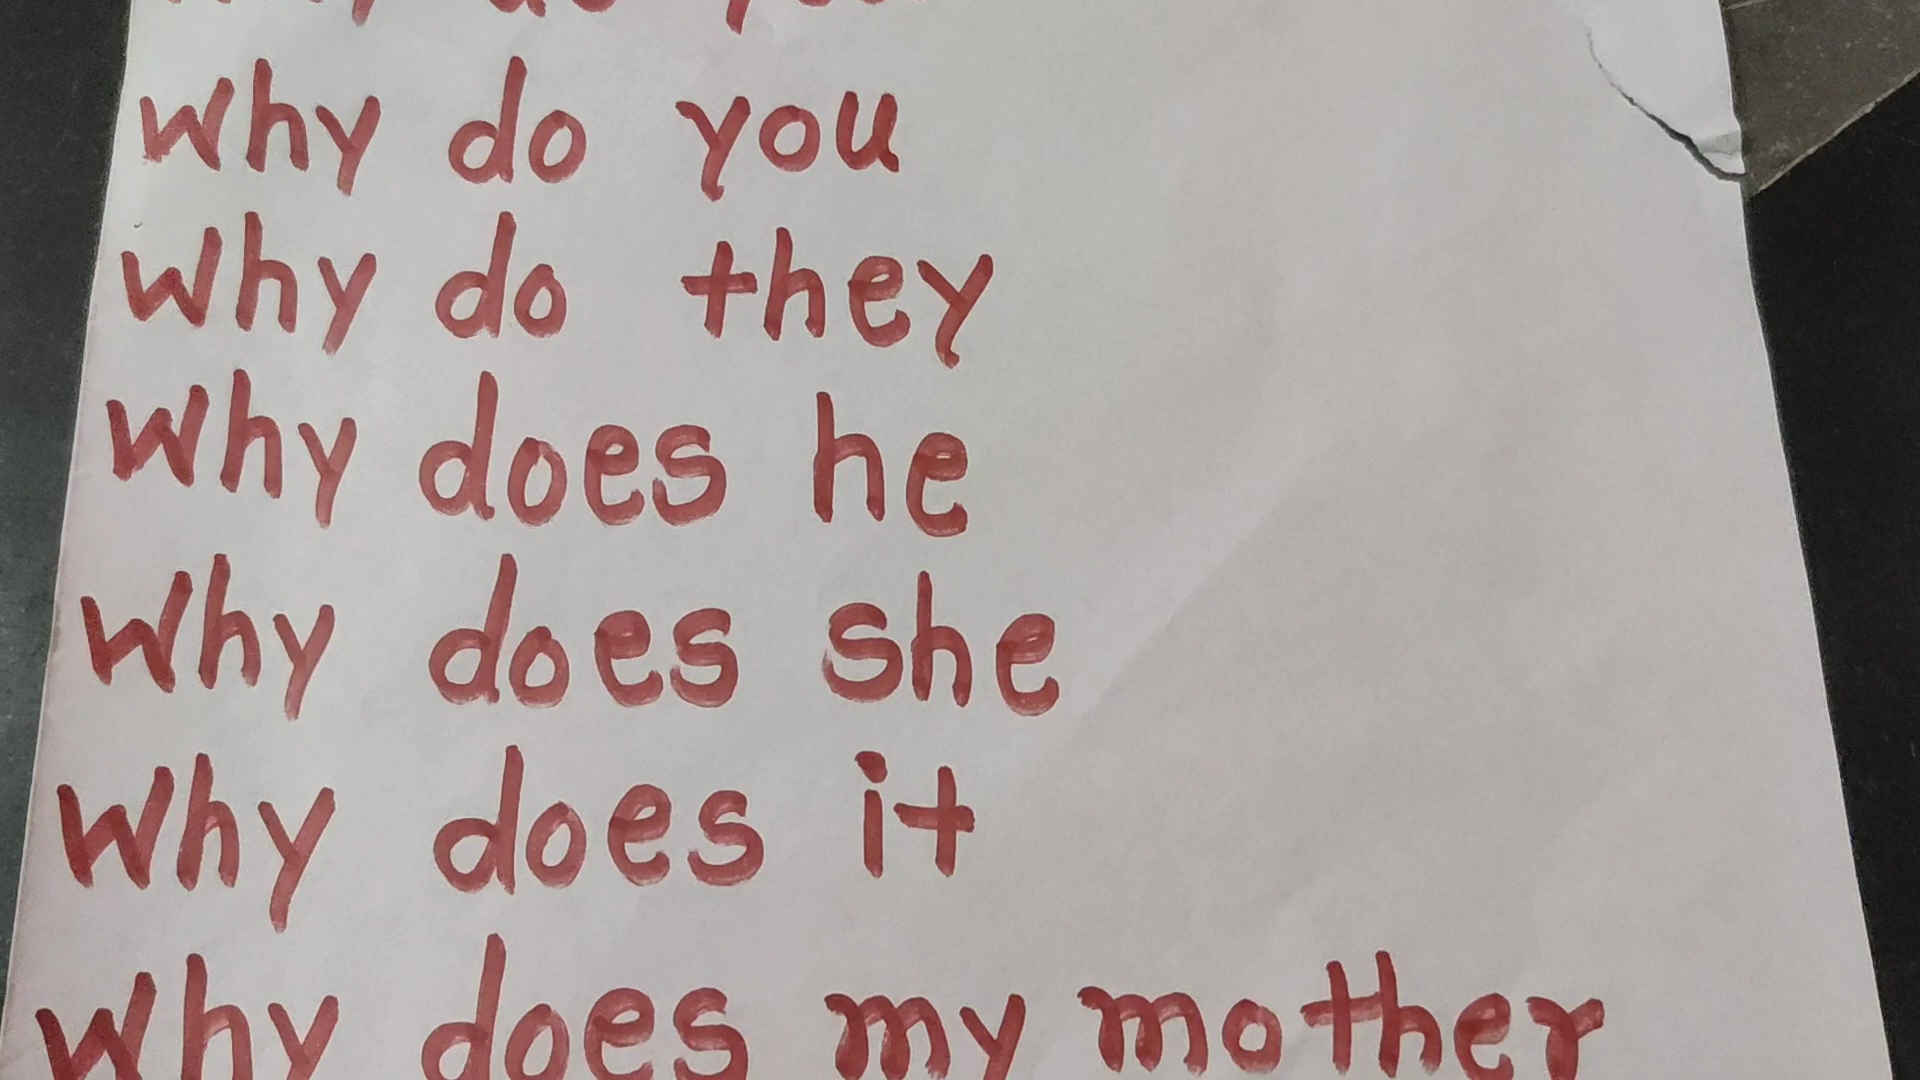 Why do you
Why do they
Why does he
Why does she
Why does it
Why does my mother